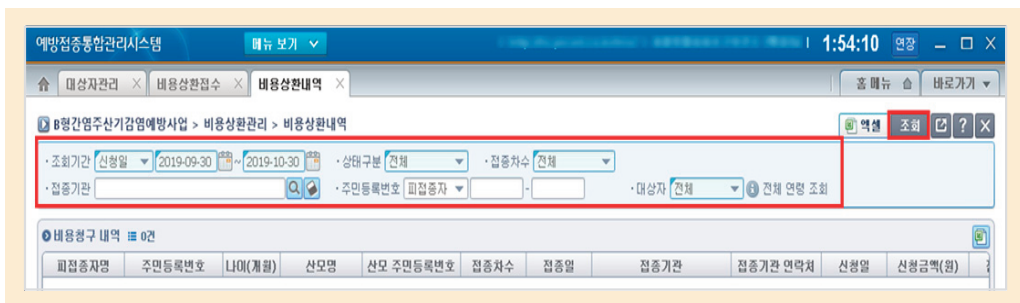 예방접종통합관리시스템 메뉴 보기 1:54:10 연장
대상자관리 비용상환접수 비용상환내역 홈 메뉴 바로가기
B형간염주산기감염예방사업 > 비용상환관리 > 비용상환내역 엑셀 조회
· 조회기간 신청일 2019-09-30 ~ 2019-10-30 · 상태구분 전체 · 접종차수 전체
· 접종기관 · 주민등록번호 피접종자 - · 대상자 전체 전체 연령 조회
비용청구 내역 0건
피접종자명 주민등록번호 나이(개월) 산모명 산모 주민등록번호 접종차수 접종일 접종기관 접종기관 연락처 신청일 신청금액(원)